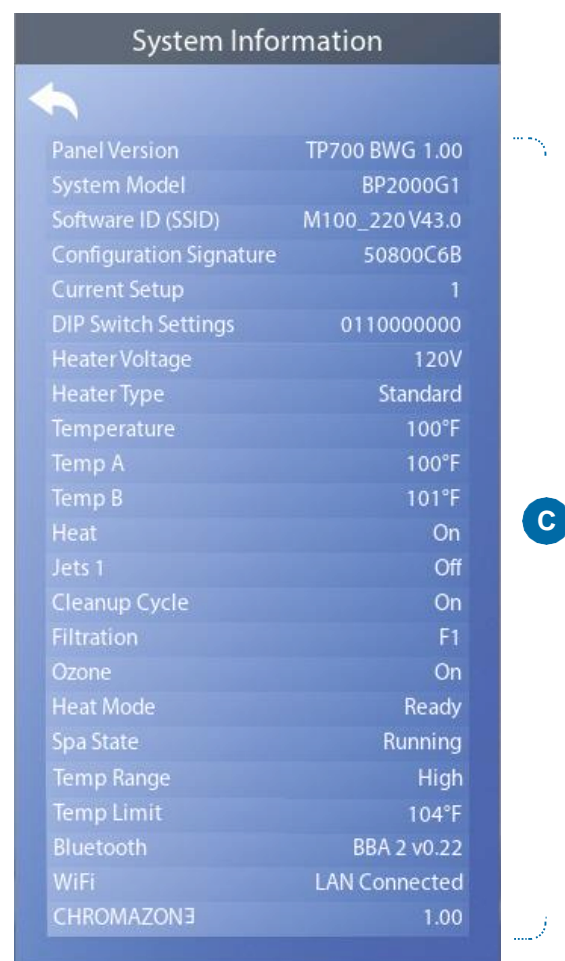 System Information
Panel Version TP700 BWG 1.00
System Model BP2000G1
Software ID (SSID) M100_220 V43.0
Configuration Signature 50800C6B
Current Setup 1
DIP Switch Settings 0110000000
Heater Voltage 120V
Heater Type Standard
Temperature 100°F
Temp A 100°F
Temp B 101°F
Heat On
Jets 1 Off
Cleanup Cycle On
Filtration F1
Ozone On
Heat Mode Ready
Spa State Running
Temp Range High
Temp Limit 104°F
Bluetooth BBA 2 v0.22
WiFi LAN Connected
CHROMAZONƎ 1.00
C